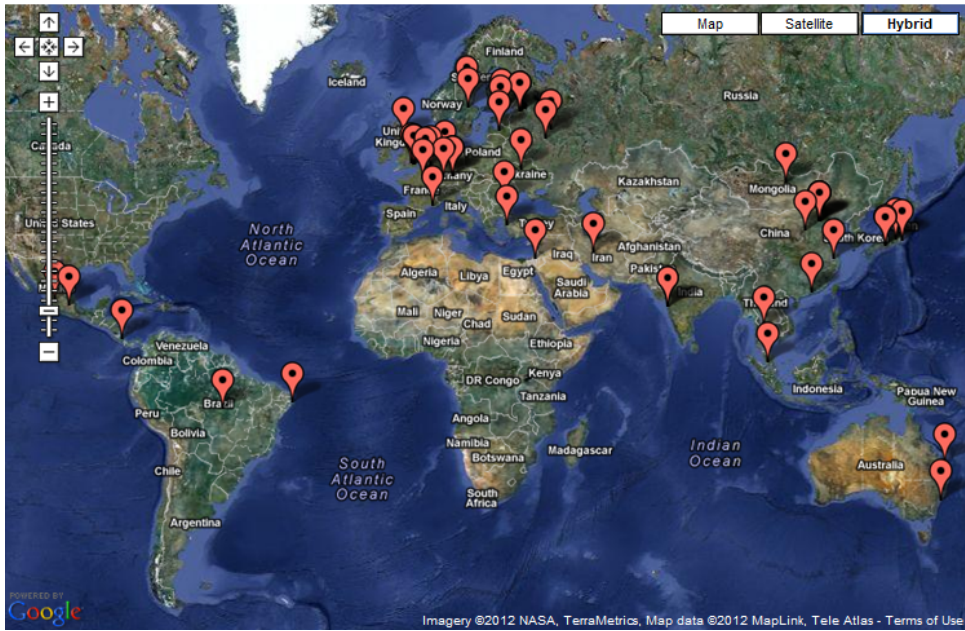 Map
Satellite
Hybrid
Finland
Iceland
Norway
Russia
Poland
Kazakhstan
Mongolia
France
Italy
Spain
China
South Korea
United States
North
Atlantic
Ocean
Iraq
Iran
Afghanistan
Algeria
Libya
Egypt
Saudi
Arabia
India
Mali
Niger
Chad
Sudan
Nigeria
Ethiopia
Venezuela
Colombia
DR Congo
Kenya
Tanzania
Indonesia
Papua New
Guinea
Brazil
Peru
Bolivia
Angola
Namibia
Botswana
Madagascar
Indian
Ocean
Australia
Chile
South
Atlantic
Ocean
South
Africa
Argentina
POWERED BY
Google
Imagery ©2012 NASA, TerraMetrics, Map data ©2012 MapLink, Tele Atlas - Terms of Use